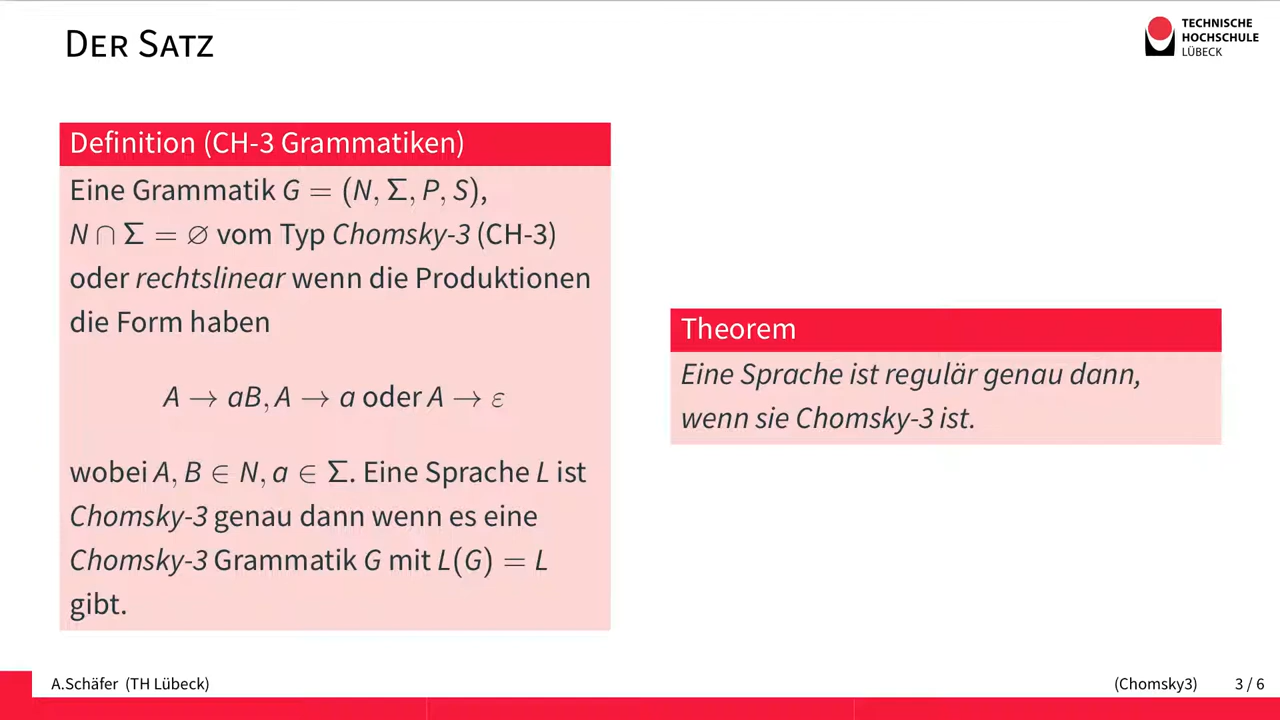 DER SATZ
TECHNISCHE
HOCHSCHULE
LÜBECK
Definition (CH-3 Grammatiken)
Eine Grammatik G = (N, Σ, P, S),
N ∩ Σ = ∅ vom Typ Chomsky-3 (CH-3)
oder rechtslinear wenn die Produktionen
die Form haben
A → aB, A → a oder A → ε
wobei A, B ∈ N, a ∈ Σ. Eine Sprache L ist
Chomsky-3 genau dann wenn es eine
Chomsky-3 Grammatik G mit L(G) = L
gibt.
Theorem
Eine Sprache ist regulär genau dann,
wenn sie Chomsky-3 ist.
A.Schäfer (TH Lübeck)
(Chomsky3)
3 / 6